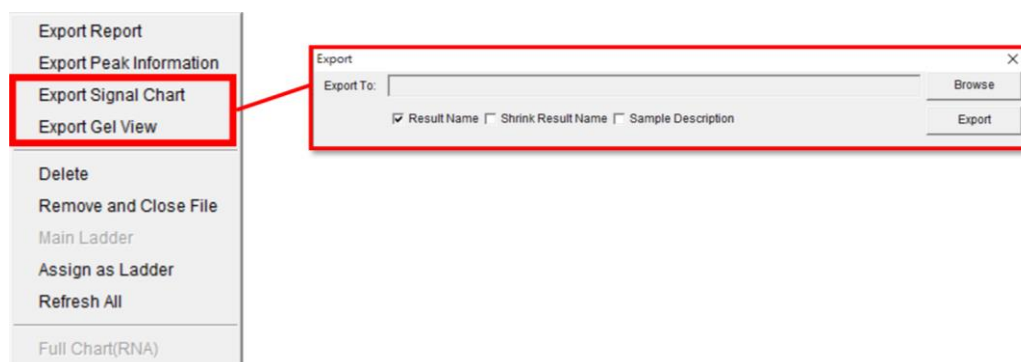 Export Report
Export Peak Information
Export Signal Chart
Export Gel View
Delete
Remove and Close File
Main Ladder
Assign as Ladder
Refresh All
Full Chart(RNA)
Export
Export To:
Browse
Result Name Shrink Result Name Sample Description
Export